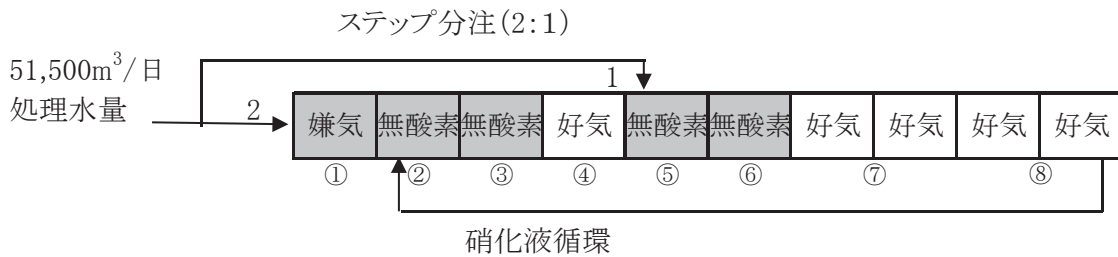 ステップ分注(2:1)
51,500m³/日
処理水量
2
1
嫌気 無酸素 無酸素 好気 無酸素 無酸素 好気 好気 好気 好気
① ② ③ ④ ⑤ ⑥ ⑦ ⑧
硝化液循環